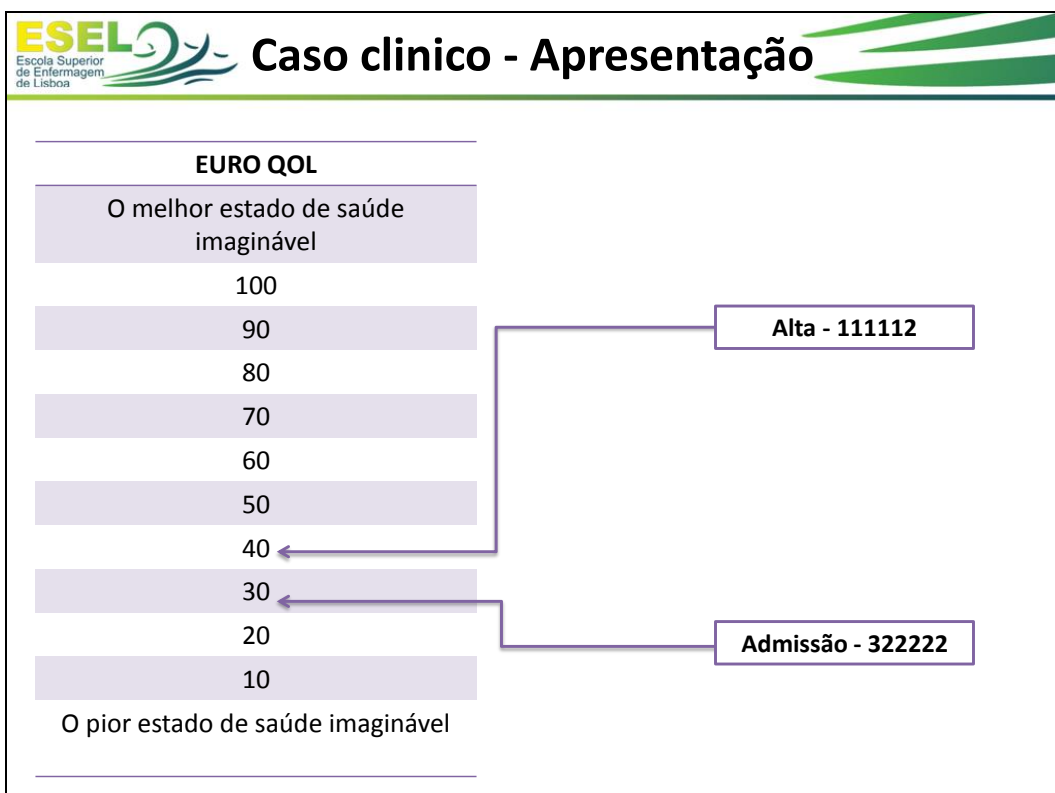 ESEL
Escola Superior
de Enfermagem
de Lisboa
Caso clinico - Apresentação
EURO QOL
O melhor estado de saúde
imaginável
100
90
80
70
60
50
40
30
20
10
O pior estado de saúde imaginável
Alta - 111112
Admissão - 322222